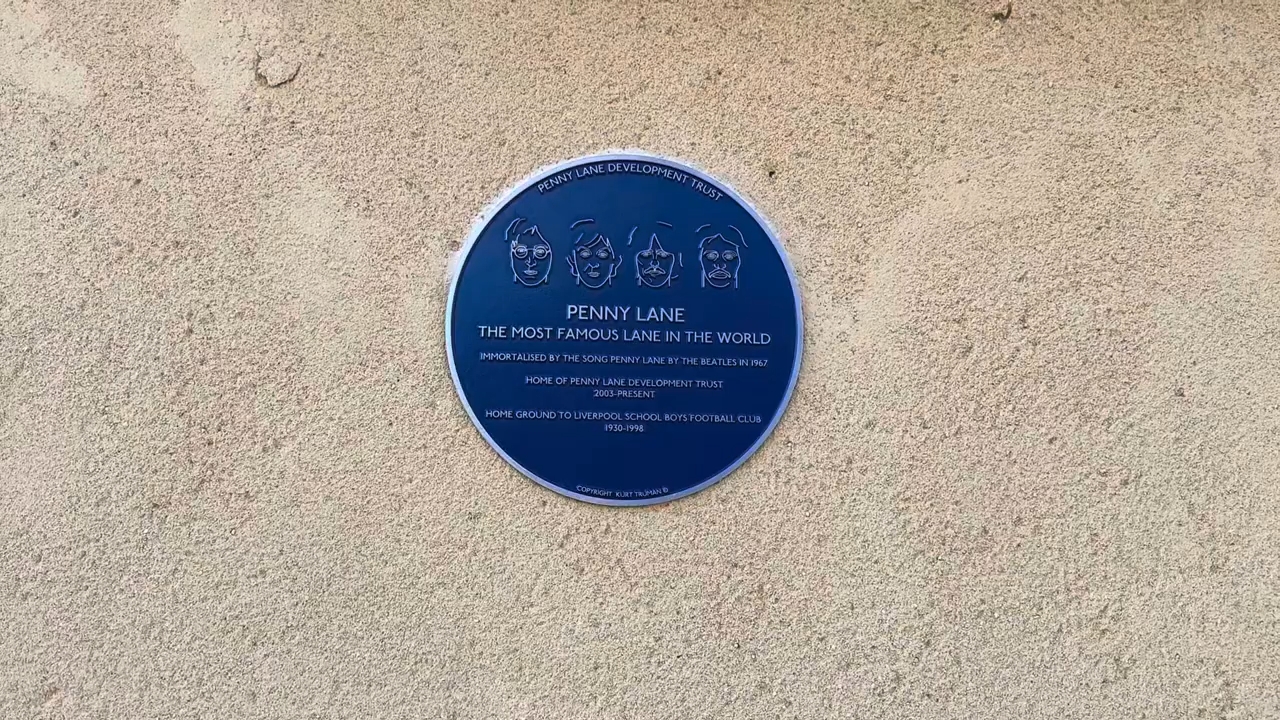 PENNY LANE DEVELOPMENT TRUST
PENNY LANE
THE MOST FAMOUS LANE IN THE WORLD
IMMORTALISED BY THE SONG PENNY LANE BY THE BEATLES IN 1967
HOME OF PENNY LANE DEVELOPMENT TRUST
2003-PRESENT
HOME GROUND TO LIVERPOOL SCHOOL BOYS FOOTBALL CLUB
1930-1998
COPYRIGHT KURT TRUMAN ©